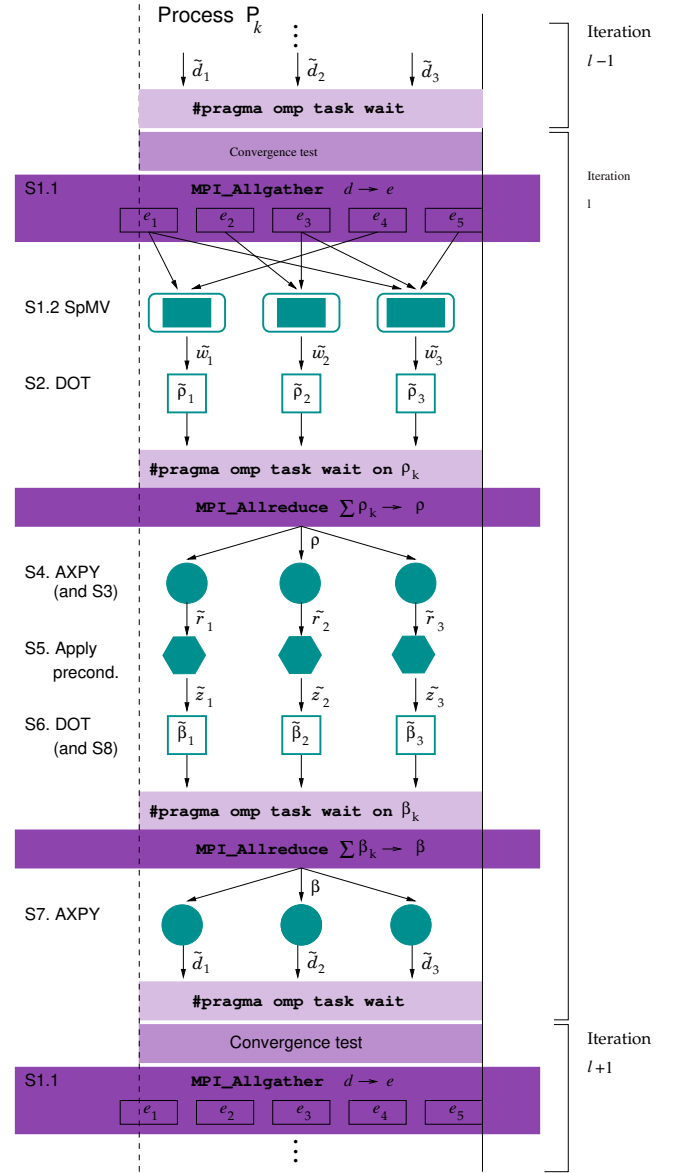 Process P_k
⋮
d̃_1 d̃_2 d̃_3
Iteration
l −1
#pragma omp task wait
Convergence test
Iteration
l
S1.1 MPI_Allgather d → e
e_1 e_2 e_3 e_4 e_5
S1.2 SpMV
w̃_1 w̃_2 w̃_3
S2. DOT
ρ̃_1 ρ̃_2 ρ̃_3
#pragma omp task wait on ρ_k
MPI_Allreduce ∑ ρ_k → ρ
ρ
S4. AXPY
(and S3)
r̃_1 r̃_2 r̃_3
S5. Apply
precond.
z̃_1 z̃_2 z̃_3
S6. DOT
(and S8)
β̃_1 β̃_2 β̃_3
#pragma omp task wait on β_k
MPI_Allreduce ∑ β_k → β
β
S7. AXPY
d̃_1 d̃_2 d̃_3
#pragma omp task wait
Convergence test
Iteration
l +1
S1.1 MPI_Allgather d → e
e_1 e_2 e_3 e_4 e_5
⋮